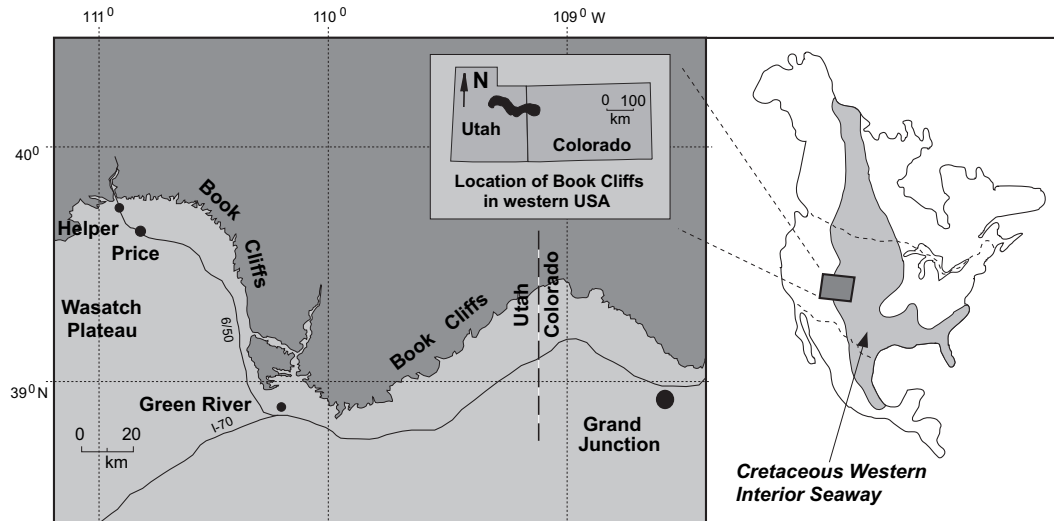 111⁰
110⁰
109⁰ W
N
0 100
km
Utah
Colorado
Location of Book Cliffs
in western USA
40⁰
Book
Cliffs
Helper
Price
Wasatch
Plateau
6/50
Book Cliffs
Utah
Colorado
39⁰ N
Green River
I-70
0 20
km
Grand
Junction
Cretaceous Western
Interior Seaway